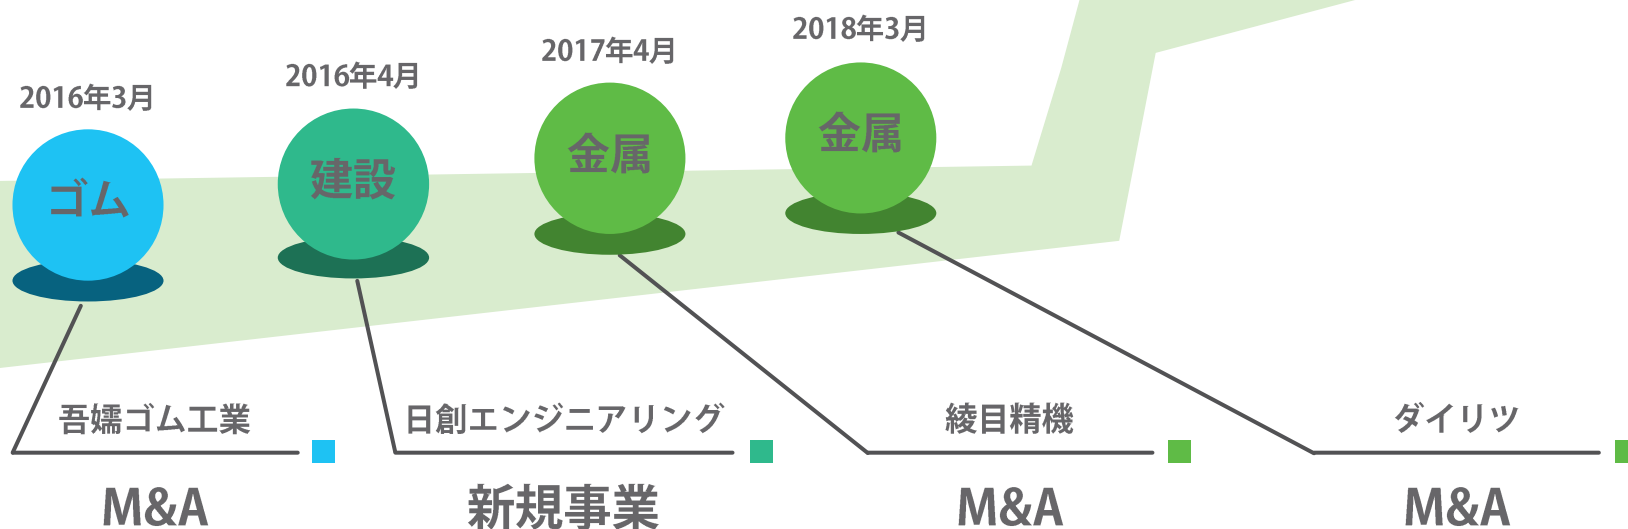 2016年3月
2016年4月
2017年4月
2018年3月
ゴム
建設
金属
金属
吾嬬ゴム工業
日創エンジニアリング
綾目精機
ダイリツ
M&A
新規事業
M&A
M&A